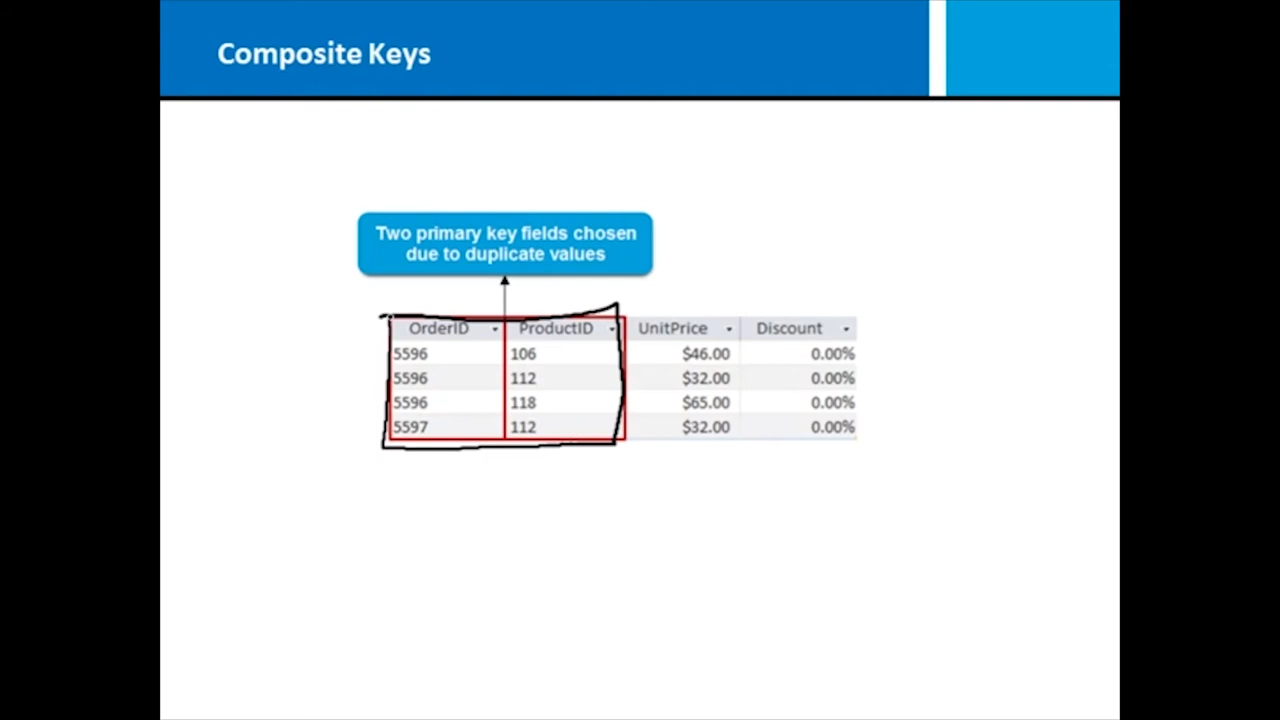 Composite Keys
Two primary key fields chosen
due to duplicate values
OrderID ProductID UnitPrice Discount
5596 106 $46.00 0.00%
5596 112 $32.00 0.00%
5596 118 $65.00 0.00%
5597 112 $32.00 0.00%